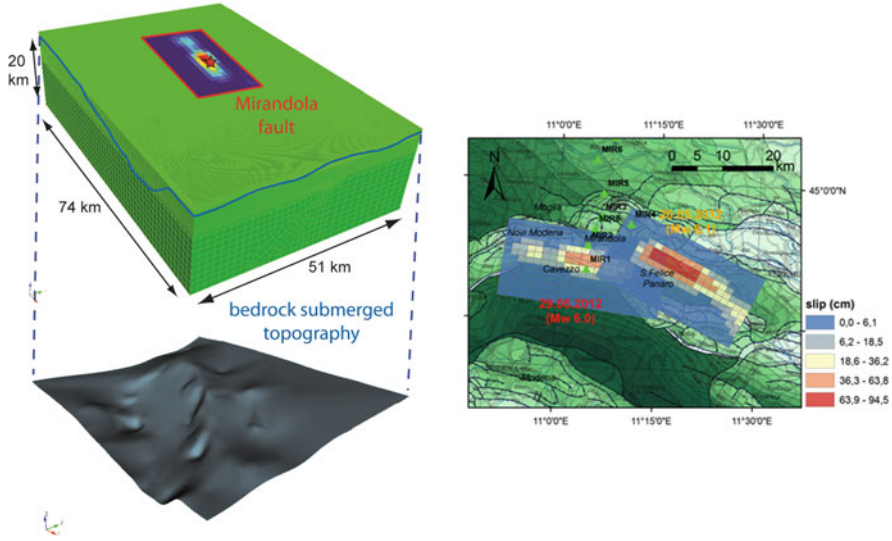 20
km
Mirandola
fault
74 km
51 km
bedrock submerged
topography
11°0'0"E
11°15'0"E
11°30'0"E
N
MIR6
0 5 10 20
km
MIR5
45°0'0"N
MIR3
Moglia
MIR4
20.05.2012
(Mw 6.1)
Novi Modena
MIR2
Mirandola
MIR1
Cavezzo
S.Felice
Panaro
29.05.2012
(Mw 6.0)
slip (cm)
0,0 - 6,1
6,2 - 18,5
18,6 - 36,2
36,3 - 63,8
63,9 - 94,5
Modena
11°0'0"E
11°15'0"E
11°30'0"E